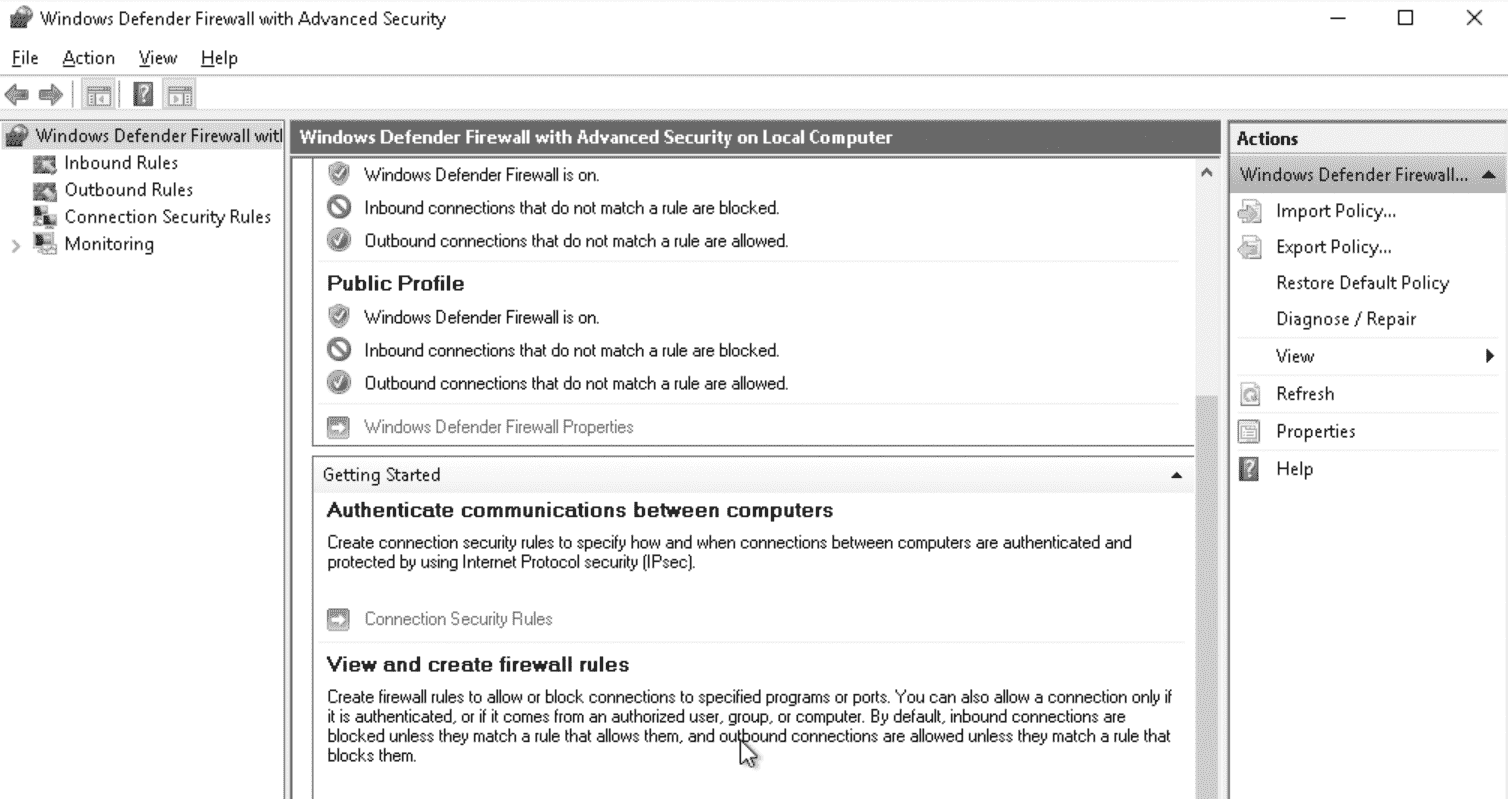 Windows Defender Firewall with Advanced Security
File Action View Help
Windows Defender Firewall with
Inbound Rules
Outbound Rules
Connection Security Rules
Monitoring
Windows Defender Firewall with Advanced Security on Local Computer
Windows Defender Firewall is on.
Inbound connections that do not match a rule are blocked.
Outbound connections that do not match a rule are allowed.
Public Profile
Windows Defender Firewall is on.
Inbound connections that do not match a rule are blocked.
Outbound connections that do not match a rule are allowed.
Windows Defender Firewall Properties
Getting Started
Authenticate communications between computers
Create connection security rules to specify how and when connections between computers are authenticated and
protected by using Internet Protocol security (IPsec).
Connection Security Rules
View and create firewall rules
Create firewall rules to allow or block connections to specified programs or ports. You can also allow a connection only if
it is authenticated, or if it comes from an authorized user, group, or computer. By default, inbound connections are
blocked unless they match a rule that allows them, and outbound connections are allowed unless they match a rule that
blocks them.
Actions
Windows Defender Firewall...
Import Policy...
Export Policy...
Restore Default Policy
Diagnose / Repair
View
Refresh
Properties
Help